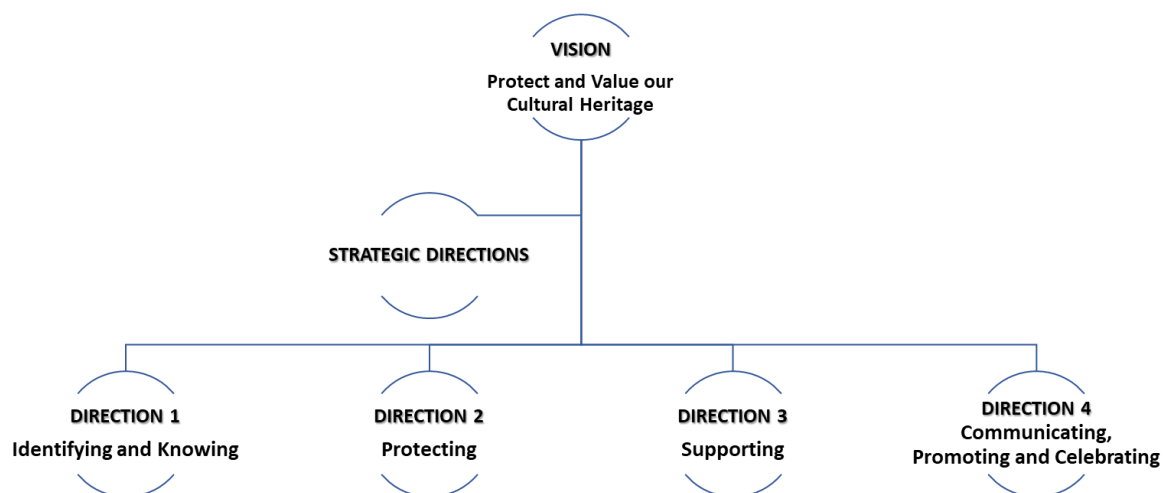 VISION
Protect and Value our
Cultural Heritage
STRATEGIC DIRECTIONS
DIRECTION 1
Identifying and Knowing
DIRECTION 2
Protecting
DIRECTION 3
Supporting
DIRECTION 4
Communicating,
Promoting and Celebrating